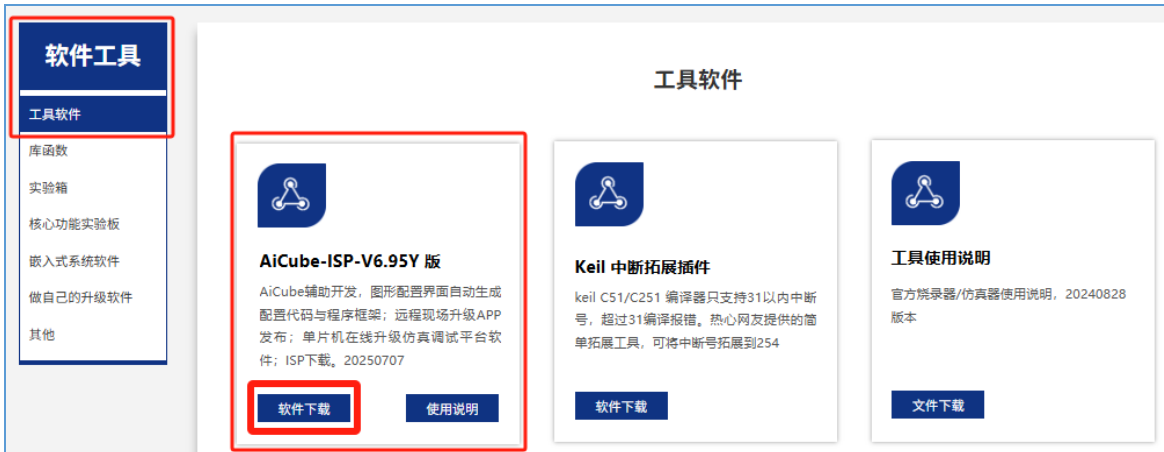 软件工具
工具软件
库函数
实验箱
核心功能实验板
嵌入式系统软件
做自己的升级软件
其他
工具软件
AiCube-ISP-V6.95Y 版
AiCube辅助开发，图形配置界面自动生成
配置代码与程序框架；远程现场升级APP
发布；单片机在线升级仿真调试平台软
件；ISP下载。20250707
软件下载
使用说明
Keil 中断拓展插件
keil C51/C251 编译器只支持31以内中断
号，超过31编译报错。热心网友提供的简
单拓展工具，可将中断号拓展到254
软件下载
工具使用说明
官方烧录器/仿真器使用说明，20240828
版本
文件下载